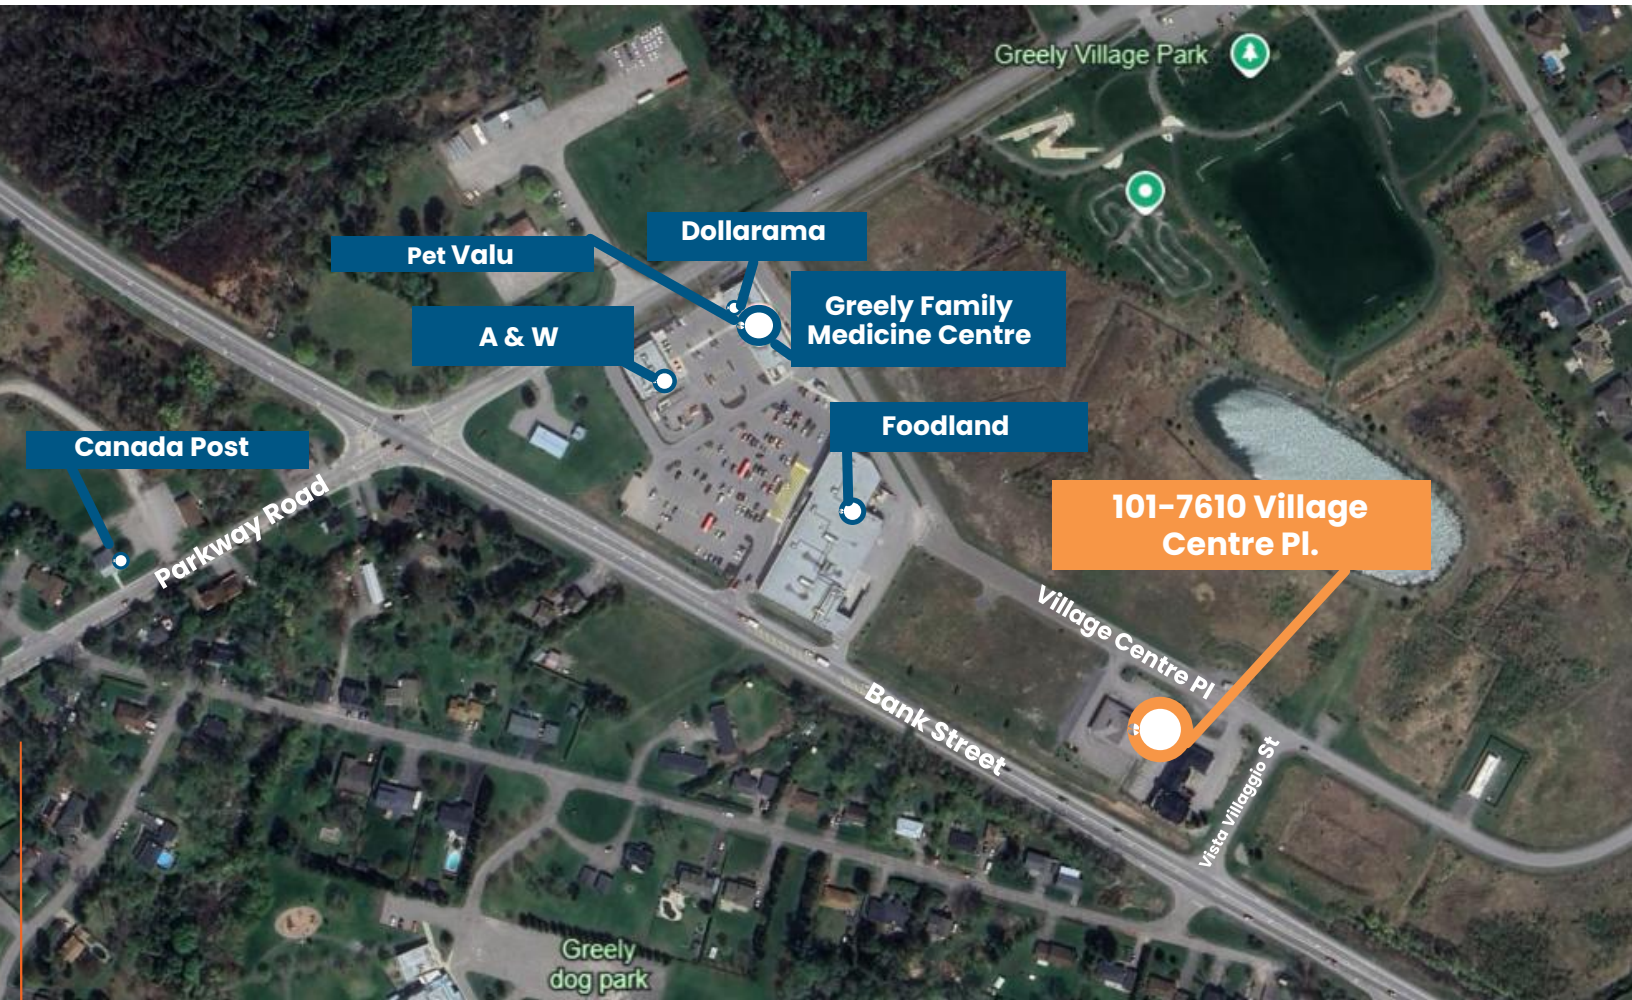 Greely Village Park
Dollarama
Pet Valu
Greely Family
Medicine Centre
A & W
Foodland
Canada Post
Parkway Road
101-7610 Village
Centre Pl.
Village Centre Pl
Bank Street
Vista Villaggio St
Greely
dog park